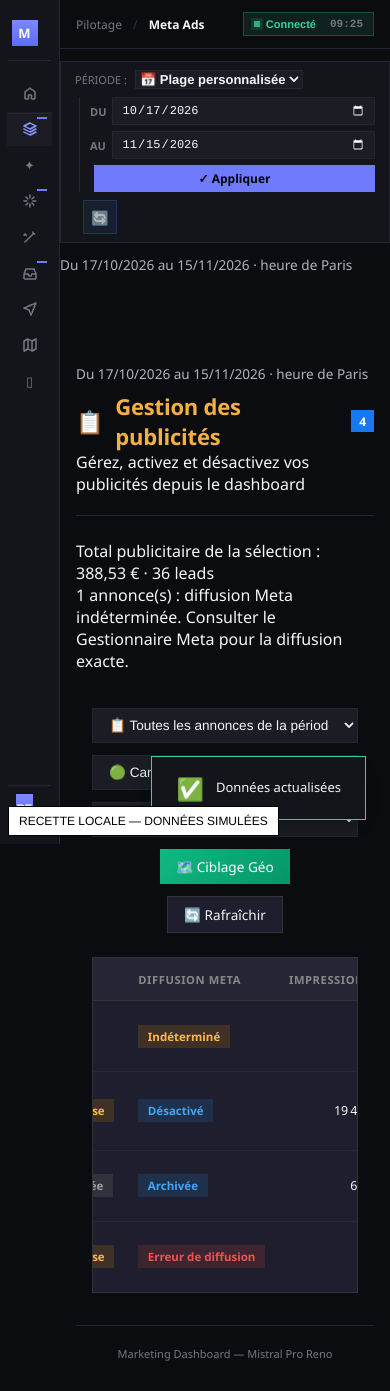 M
Pilotage / Meta Ads
Connecté 09:25
PÉRIODE :
📅 Plage personnalisée
DU 10/17/2026
AU 11/15/2026
✓ Appliquer
Du 17/10/2026 au 15/11/2026 · heure de Paris
Du 17/10/2026 au 15/11/2026 · heure de Paris
📋 Gestion des
publicités
4
Gérez, activez et désactivez vos
publicités depuis le dashboard
Total publicitaire de la sélection :
388,53 € · 36 leads
1 annonce(s) : diffusion Meta
indéterminée. Consulter le
Gestionnaire Meta pour la diffusion
exacte.
📋 Toutes les annonces de la période
Données actualisées
RECETTE LOCALE — DONNÉES SIMULÉES
🗺️ Ciblage Géo
🔄 Rafraîchir
DIFFUSION META
Indéterminé
se Désactivé 19 4
ée Archivée 6
se Erreur de diffusion
Marketing Dashboard — Mistral Pro Reno